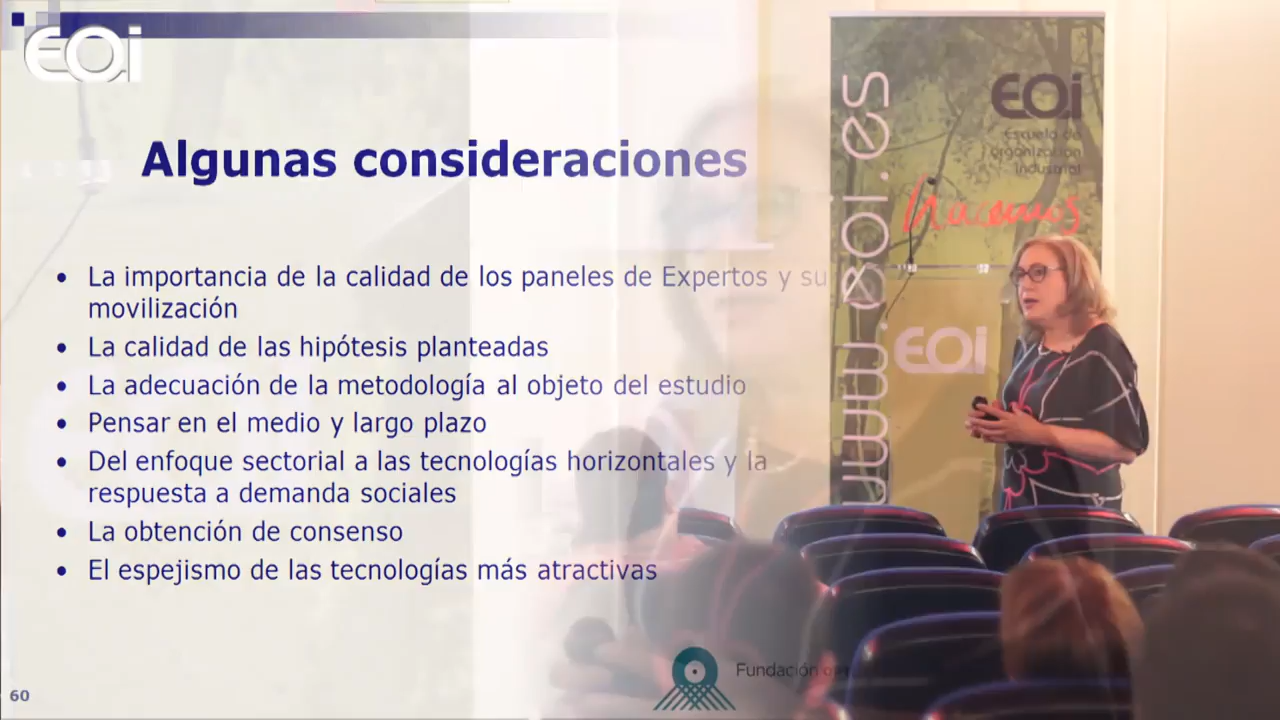 EOi
Algunas consideraciones
• La importancia de la calidad de los paneles de Expertos y su
movilización
• La calidad de las hipótesis planteadas
• La adecuación de la metodología al objeto del estudio
• Pensar en el medio y largo plazo
• Del enfoque sectorial a las tecnologías horizontales y la
respuesta a demanda sociales
• La obtención de consenso
• El espejismo de las tecnologías más atractivas
Fundación
60
www.eoi.es
EOi
Escuela de
organización
industrial
hacemos
EOi